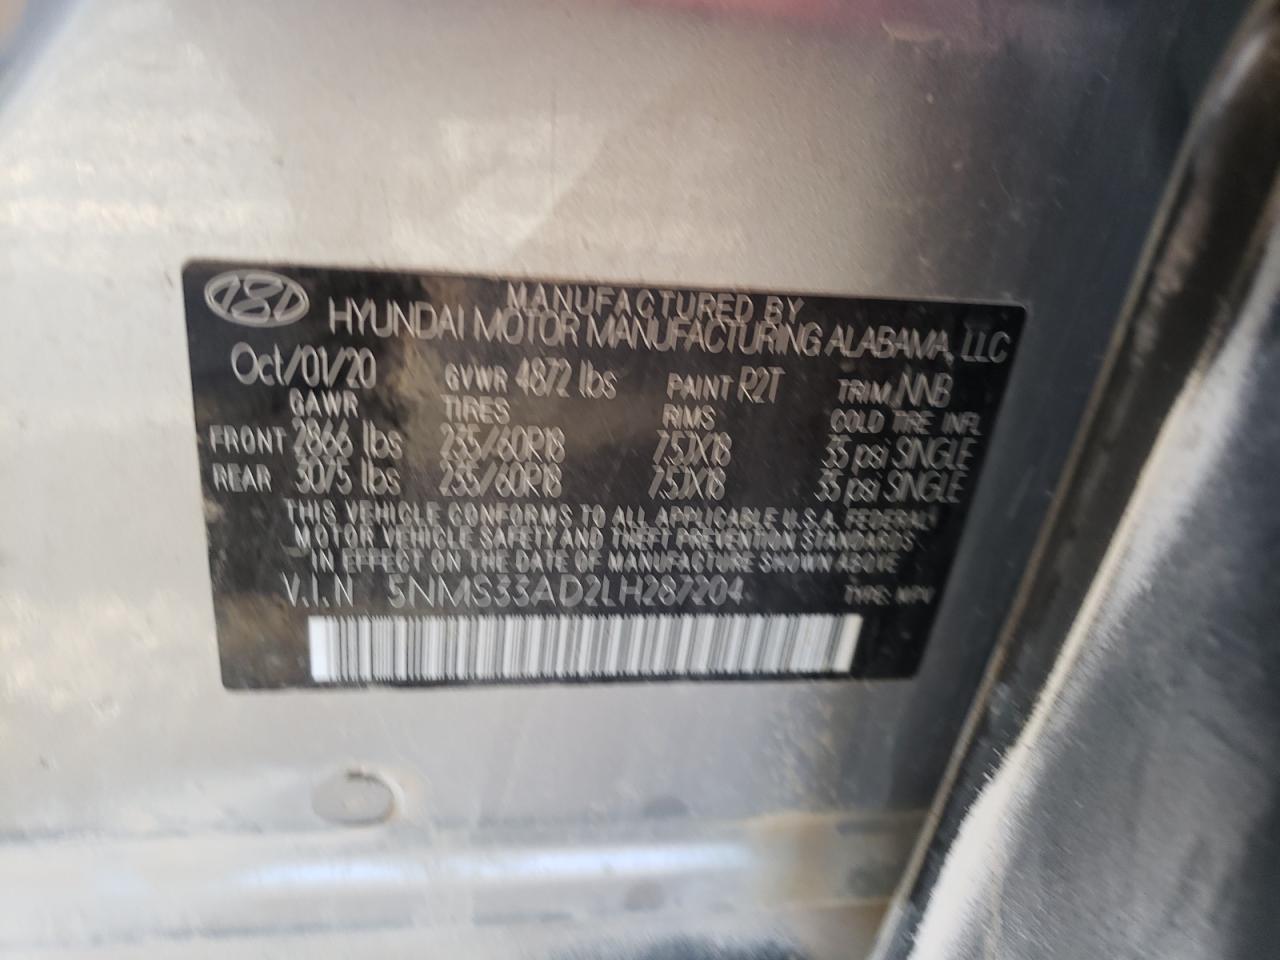 MANUFACTURED BY
HYUNDAI MOTOR MANUFACTURING ALABAMA, LLC
Oct/01/20 GVWR 4872 lbs PAINT R2T TRIM NNB
GAWR TIRES RIMS COLD TIRE INFL
FRONT 2866 lbs 235/60R18 7.5JX18 35 psi SINGLE
REAR 3075 lbs 235/60R18 7.5JX18 35 psi SINGLE
THIS VEHICLE CONFORMS TO ALL APPLICABLE U.S.A. FEDERAL
MOTOR VEHICLE SAFETY AND THEFT PREVENTION STANDARDS
IN EFFECT ON THE DATE OF MANUFACTURE SHOWN ABOVE
V.I.N 5NMS33AD2LH287204 TYPE: MPV